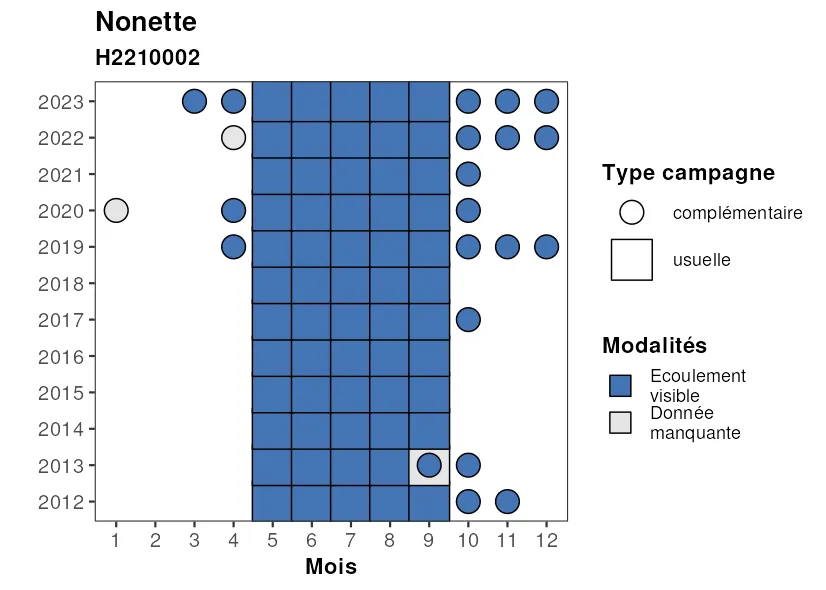 Nonette
H2210002
2023
2022
2021
2020
2019
2018
2017
2016
2015
2014
2013
2012
1 2 3 4 5 6 7 8 9 10 11 12
Mois
Type campagne
complémentaire
usuelle
Modalités
Ecoulement
visible
Donnée
manquante